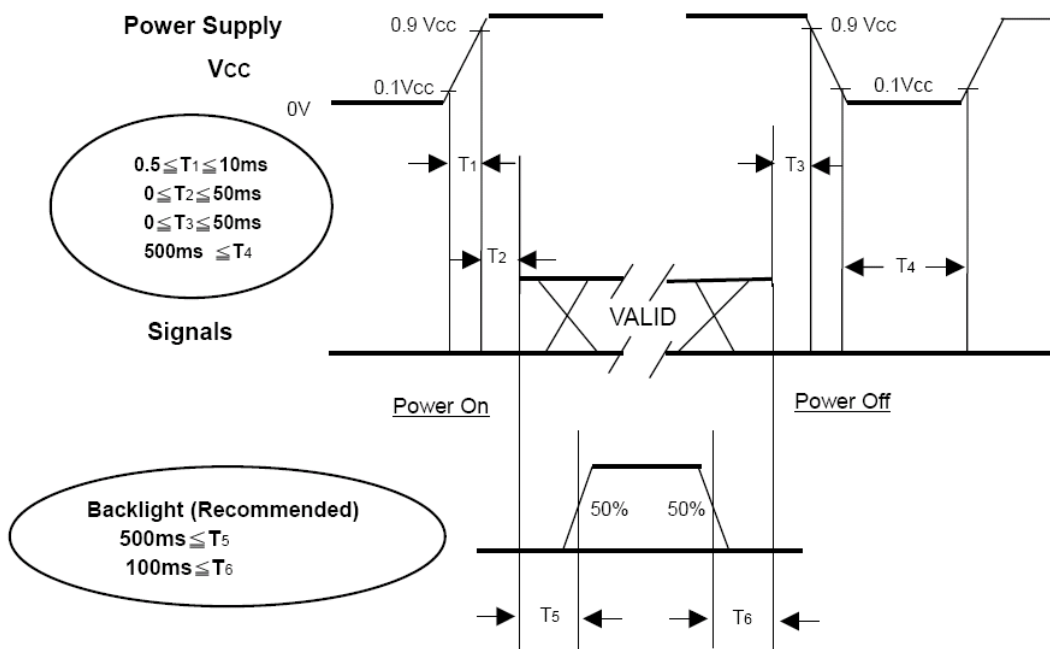 Power Supply
VCC
0.9 Vcc
0.1Vcc
0V
0.9 Vcc
0.1Vcc
0.5≦T1≦10ms
0≦T2≦50ms
0≦T3≦50ms
500ms ≦T4
T1
T2
T3
T4
Signals
VALID
Power On
Power Off
Backlight (Recommended)
500ms≦T5
100ms≦T6
50%
50%
T5
T6